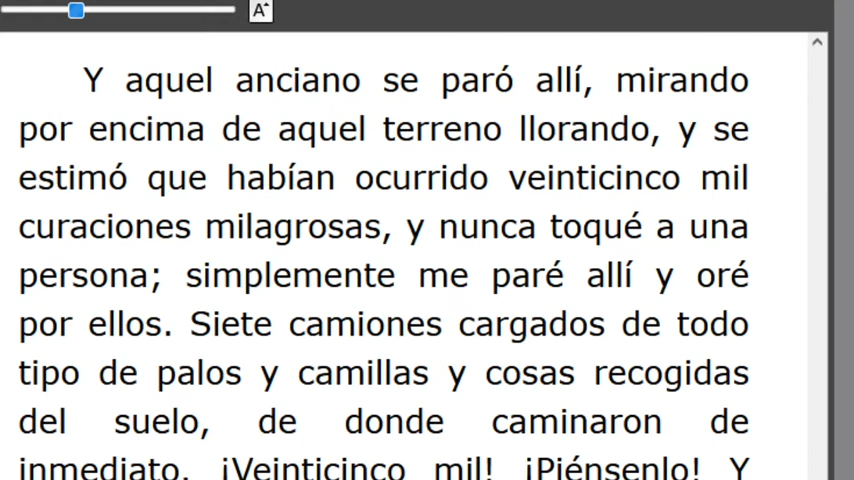 A
Y aquel anciano se paró allí, mirando
por encima de aquel terreno llorando, y se
estimó que habían ocurrido veinticinco mil
curaciones milagrosas, y nunca toqué a una
persona; simplemente me paré allí y oré
por ellos. Siete camiones cargados de todo
tipo de palos y camillas y cosas recogidas
del suelo, de donde caminaron de
inmediato. ¡Veinticinco mil! ¡Piénsenlo! Y